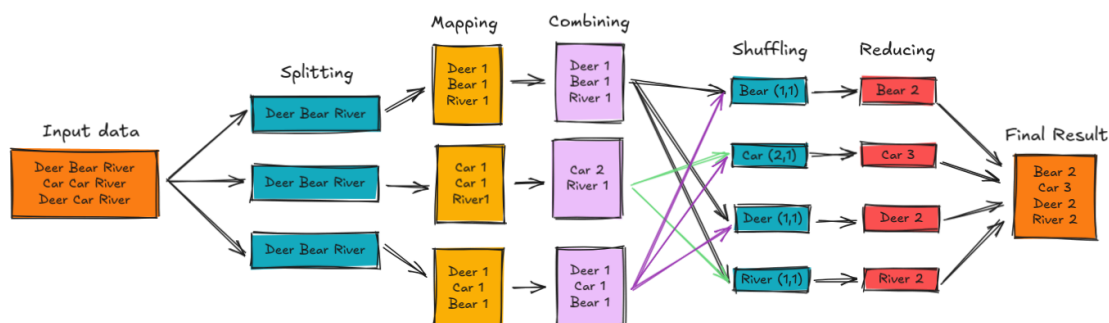 Mapping
Combining
Shuffling
Reducing
Splitting
Input data
Final Result
Deer Bear River
Car Car River
Deer Car River
Deer Bear River
Deer Bear River
Deer Bear River
Deer 1
Bear 1
River 1
Car 1
Car 1
River1
Deer 1
Car 1
Bear 1
Deer 1
Bear 1
River 1
Car 2
River 1
Deer 1
Car 1
Bear 1
Bear (1,1)
Car (2,1)
Deer (1,1)
River (1,1)
Bear 2
Car 3
Deer 2
River 2
Bear 2
Car 3
Deer 2
River 2